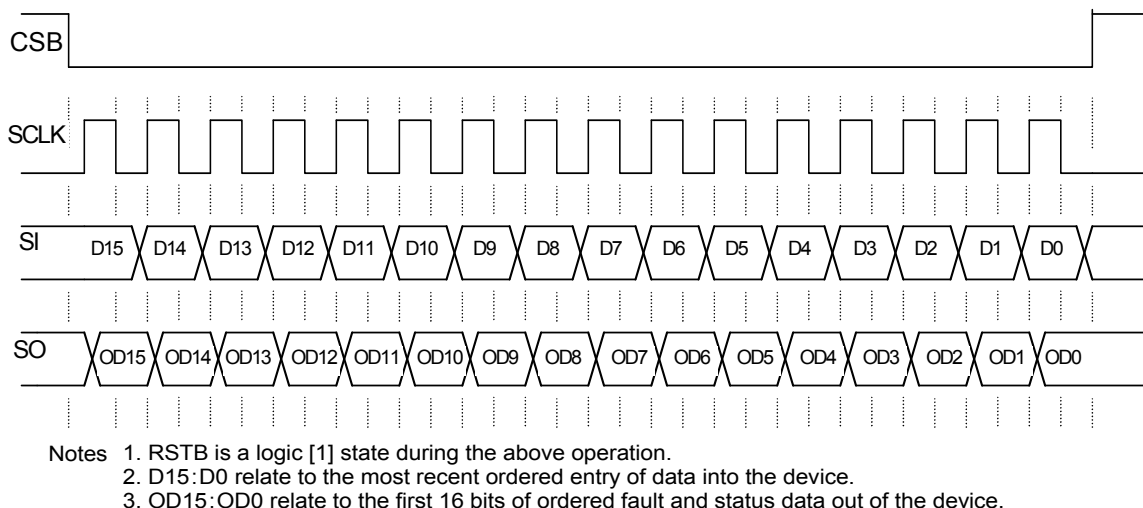 CSB
SCLK
SI D15 D14 D13 D12 D11 D10 D9 D8 D7 D6 D5 D4 D3 D2 D1 D0
SO OD15 OD14 OD13 OD12 OD11 OD10 OD9 OD8 OD7 OD6 OD5 OD4 OD3 OD2 OD1 OD0
Notes 1. RSTB is a logic [1] state during the above operation.
2. D15:D0 relate to the most recent ordered entry of data into the device.
3. OD15:OD0 relate to the first 16 bits of ordered fault and status data out of the device.